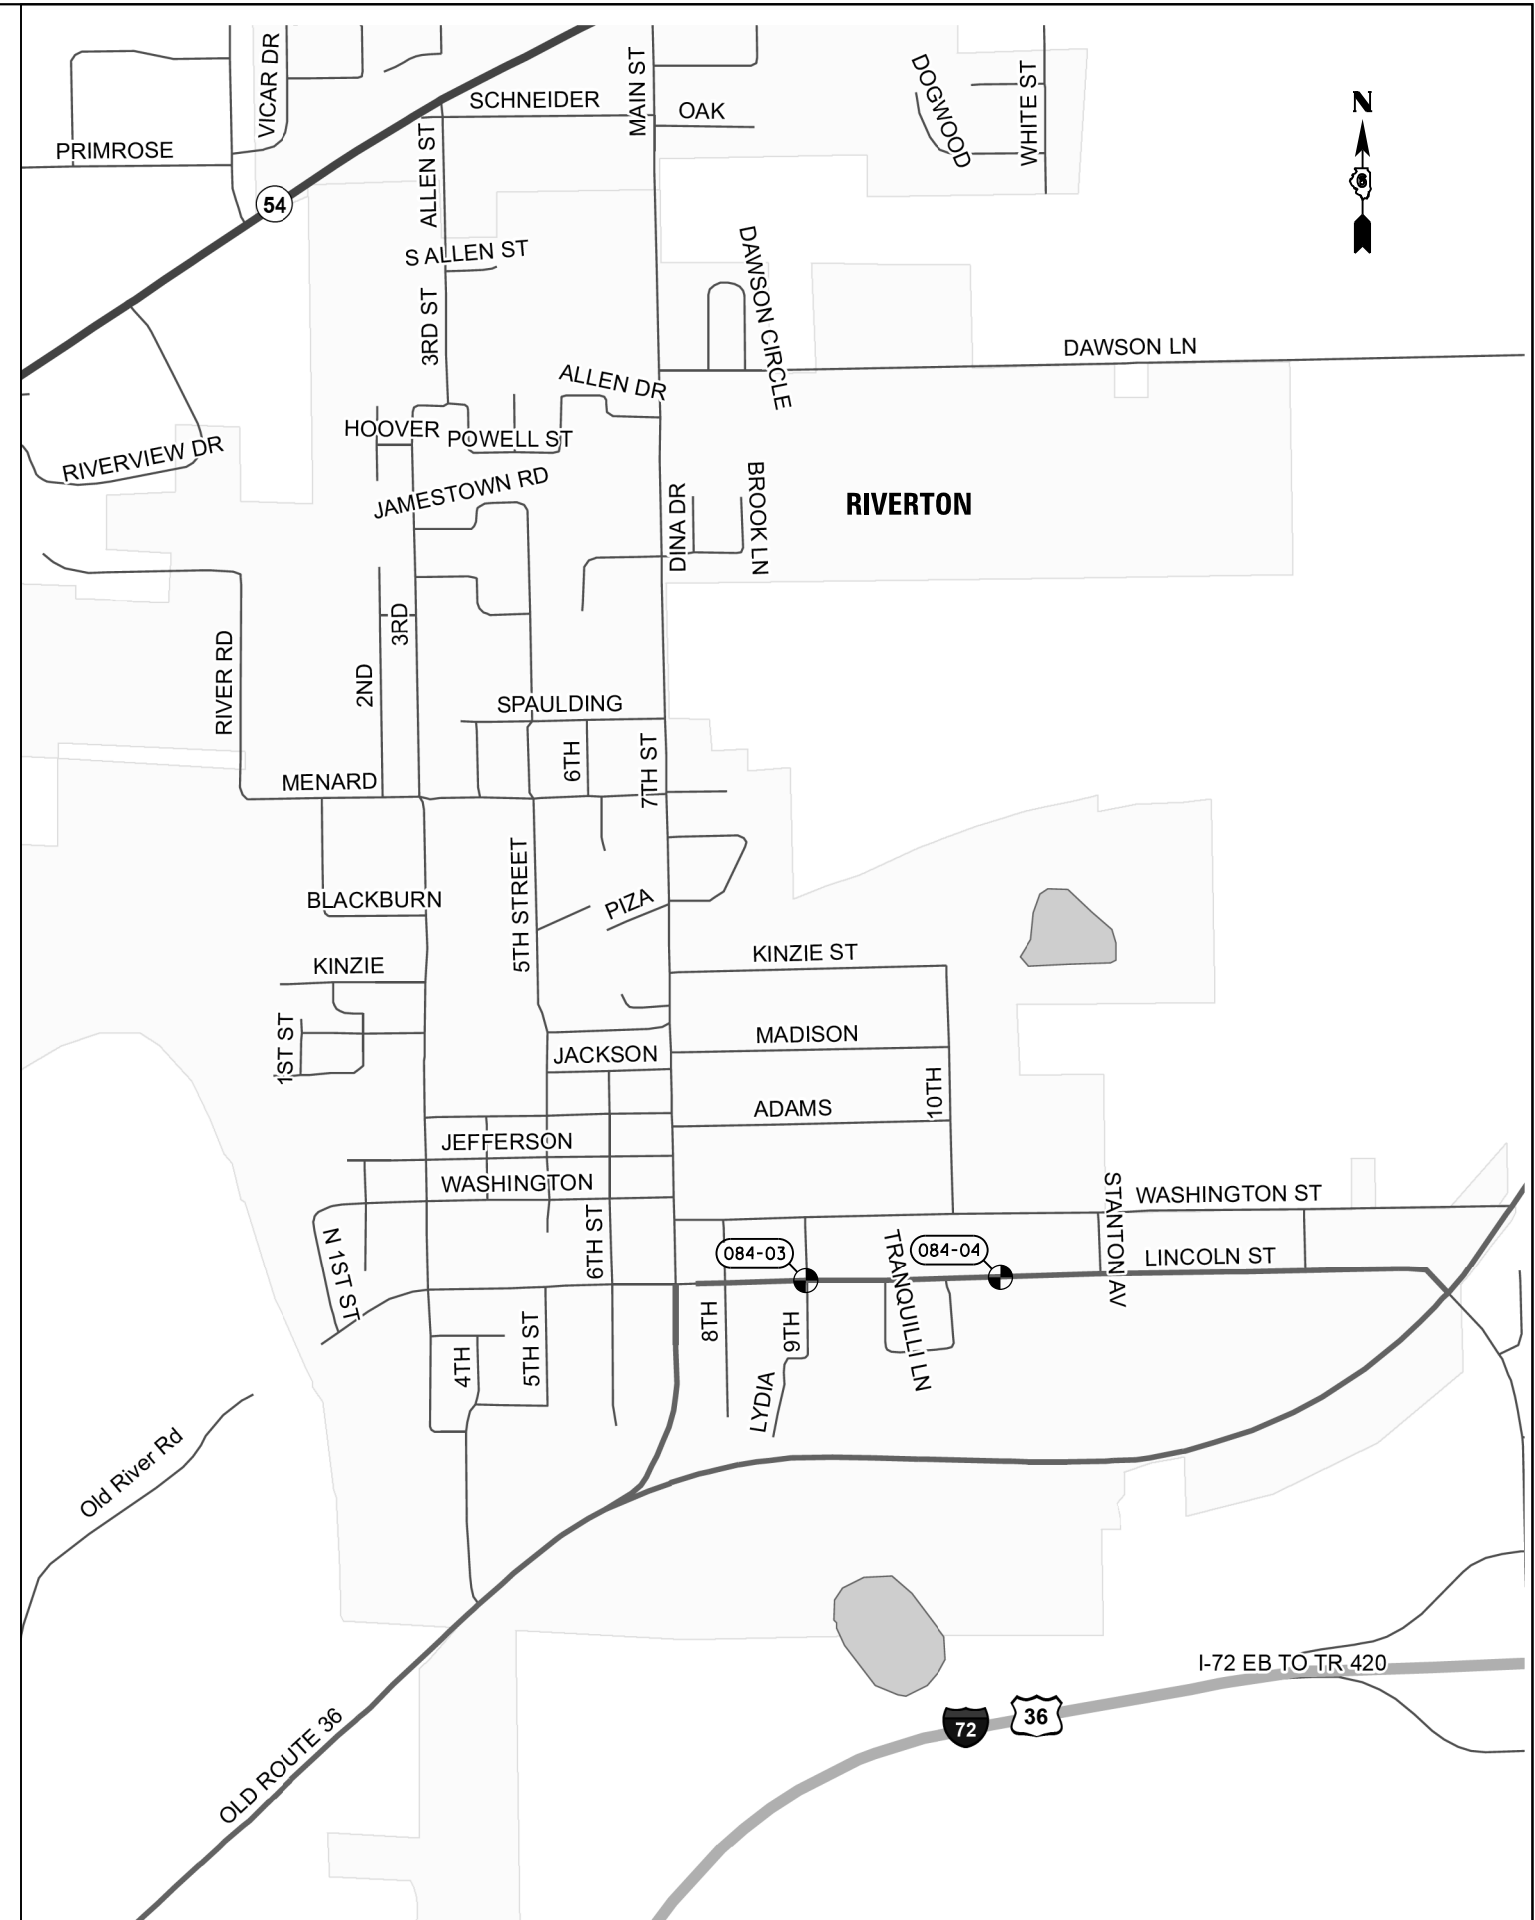 VICAR DR
MAIN ST
DOGWOOD
WHITE ST
SCHNEIDER
OAK
N
PRIMROSE
ALLEN ST
6
54
S ALLEN ST
DAWSON CIRCLE
3RD ST
DAWSON LN
ALLEN DR
HOOVER
POWELL ST
RIVERVIEW DR
JAMESTOWN RD
DINA DR
BROOK LN
RIVERTON
3RD
RIVER RD
2ND
SPAULDING
6TH
7TH ST
MENARD
5TH STREET
BLACKBURN
PIZA
KINZIE
KINZIE ST
1ST ST
MADISON
JACKSON
10TH
ADAMS
JEFFERSON
WASHINGTON
STANTON AV
WASHINGTON ST
N 1ST ST
6TH ST
084-03
TRANQUILLI LN
084-04
LINCOLN ST
8TH
9TH
4TH
5TH ST
LYDIA
Old River Rd
I-72 EB TO TR 420
72
36
OLD ROUTE 36